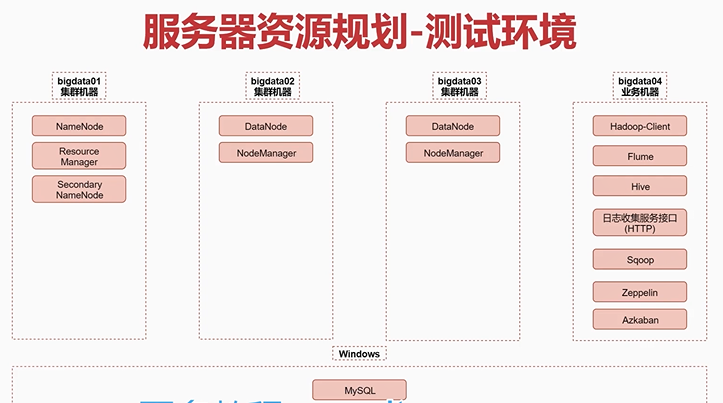 服务器资源规划-测试环境
bigdata01
集群机器
NameNode
Resource
Manager
Secondary
NameNode
bigdata02
集群机器
DataNode
NodeManager
bigdata03
集群机器
DataNode
NodeManager
bigdata04
业务机器
Hadoop-Client
Flume
Hive
日志收集服务接口
(HTTP)
Sqoop
Zeppelin
Azkaban
Windows
MySQL